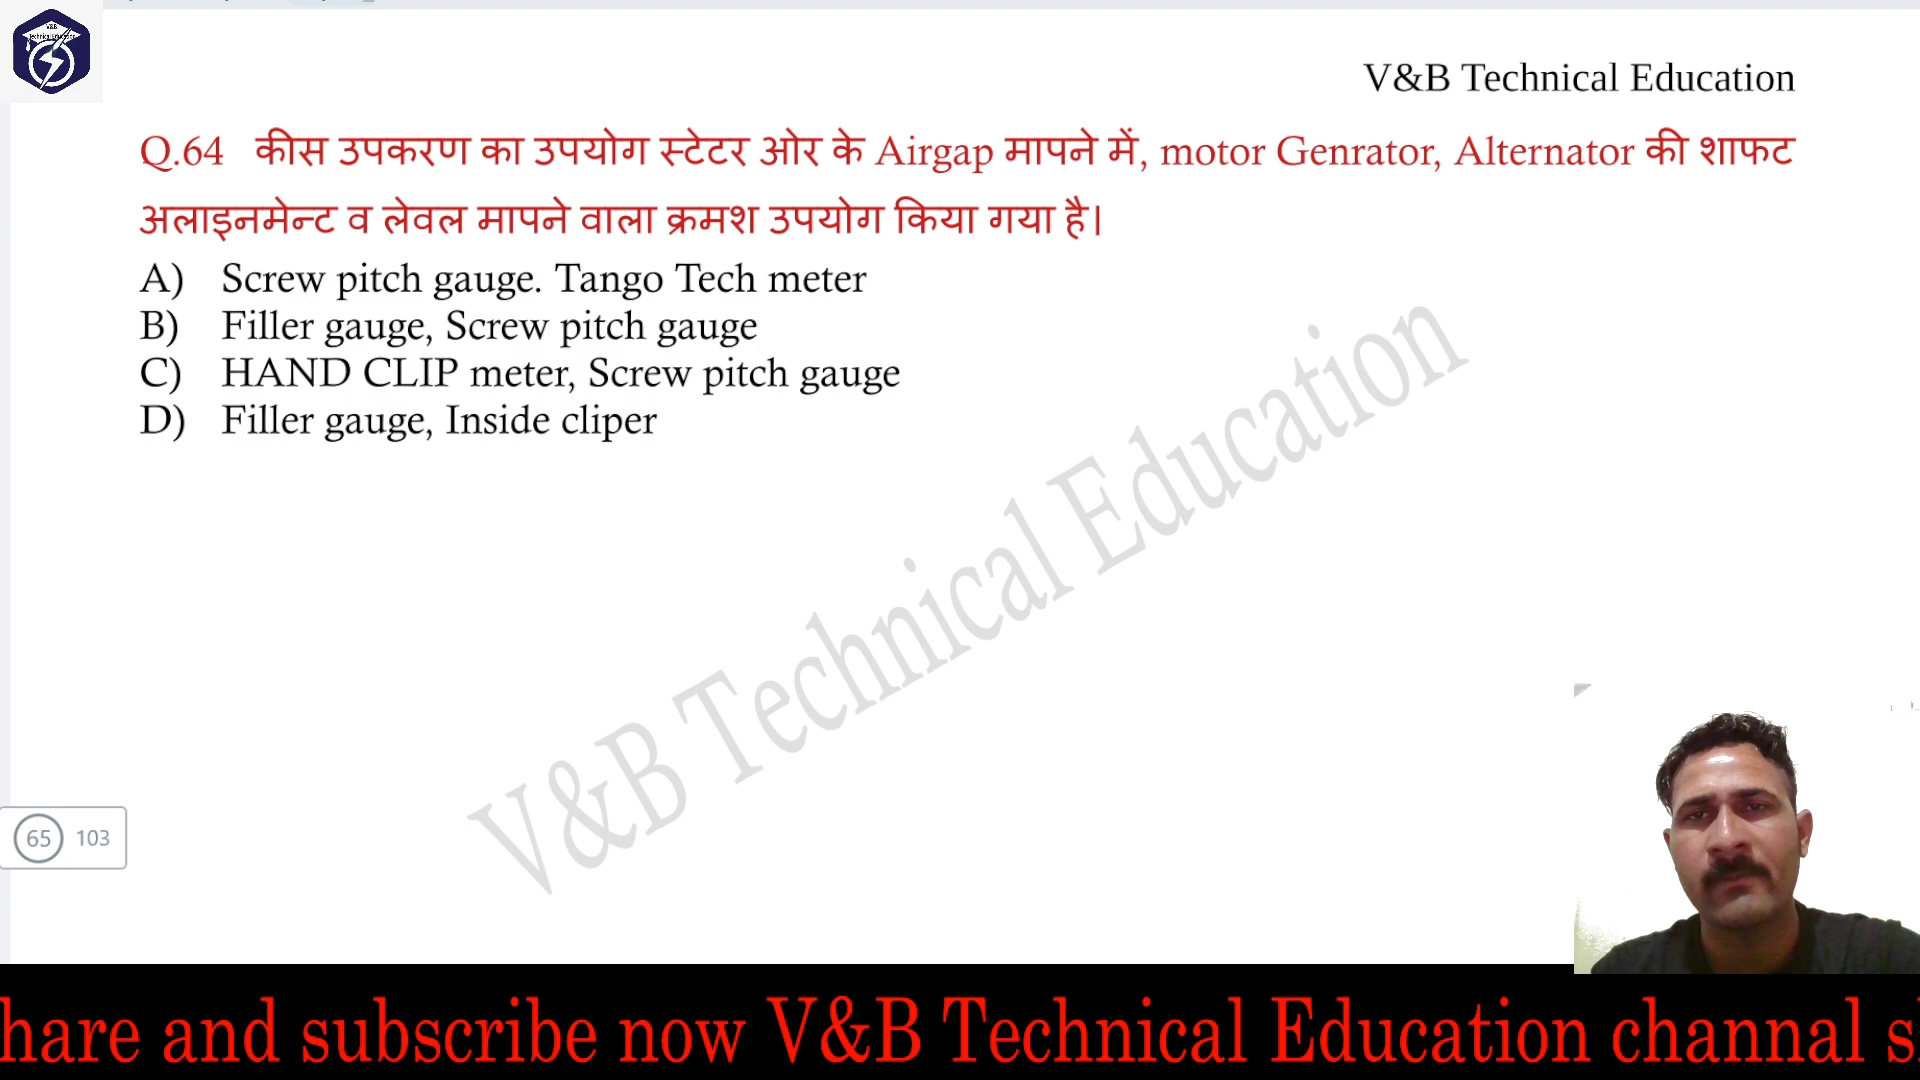 V&B
Technical Education
V&B Technical Education
Q.64 कीस उपकरण का उपयोग स्टेटर ओर के Airgap मापने में, motor Genrator, Alternator की शाफट
अलाइनमेन्ट व लेवल मापने वाला क्रमश उपयोग किया गया है।
A) Screw pitch gauge. Tango Tech meter
B) Filler gauge, Screw pitch gauge
C) HAND CLIP meter, Screw pitch gauge
D) Filler gauge, Inside cliper
V&B Technical Education
65 103
hare and subscribe now V&B Technical Education channal s